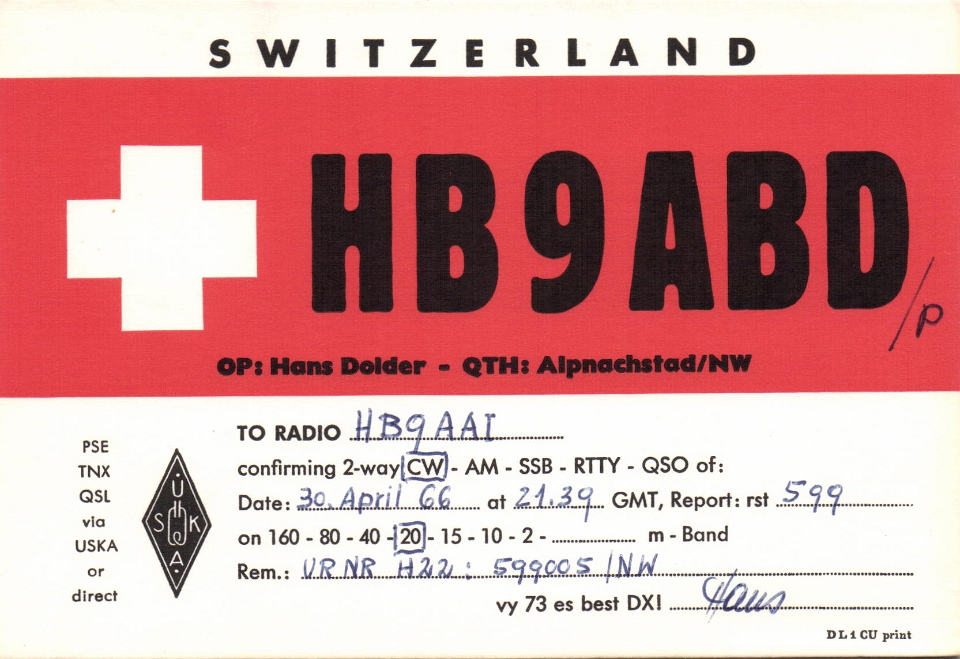 SWITZERLAND
HB9ABD/p
OP: Hans Dolder - QTH: Alpnachstad/NW
TO RADIO HB9AAI
confirming 2-way CW - AM - SSB - RTTY - QSO of:
Date: 30. April 66 at 21.39 GMT, Report: rst 599
on 160 - 80 - 40 - 20 - 15 - 10 - 2 - m - Band
Rem.: UR NR H22 : 599005/NW
vy 73 es best DX! Hans
PSE
TNX
QSL
via
USKA
or
direct
U
S K
A
DL1CU print